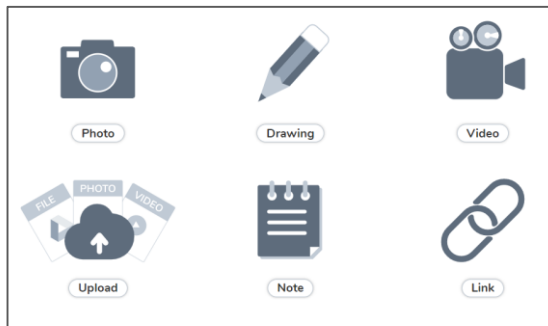 Photo
Drawing
Video
FILE
PHOTO
VIDEO
Upload
Note
Link